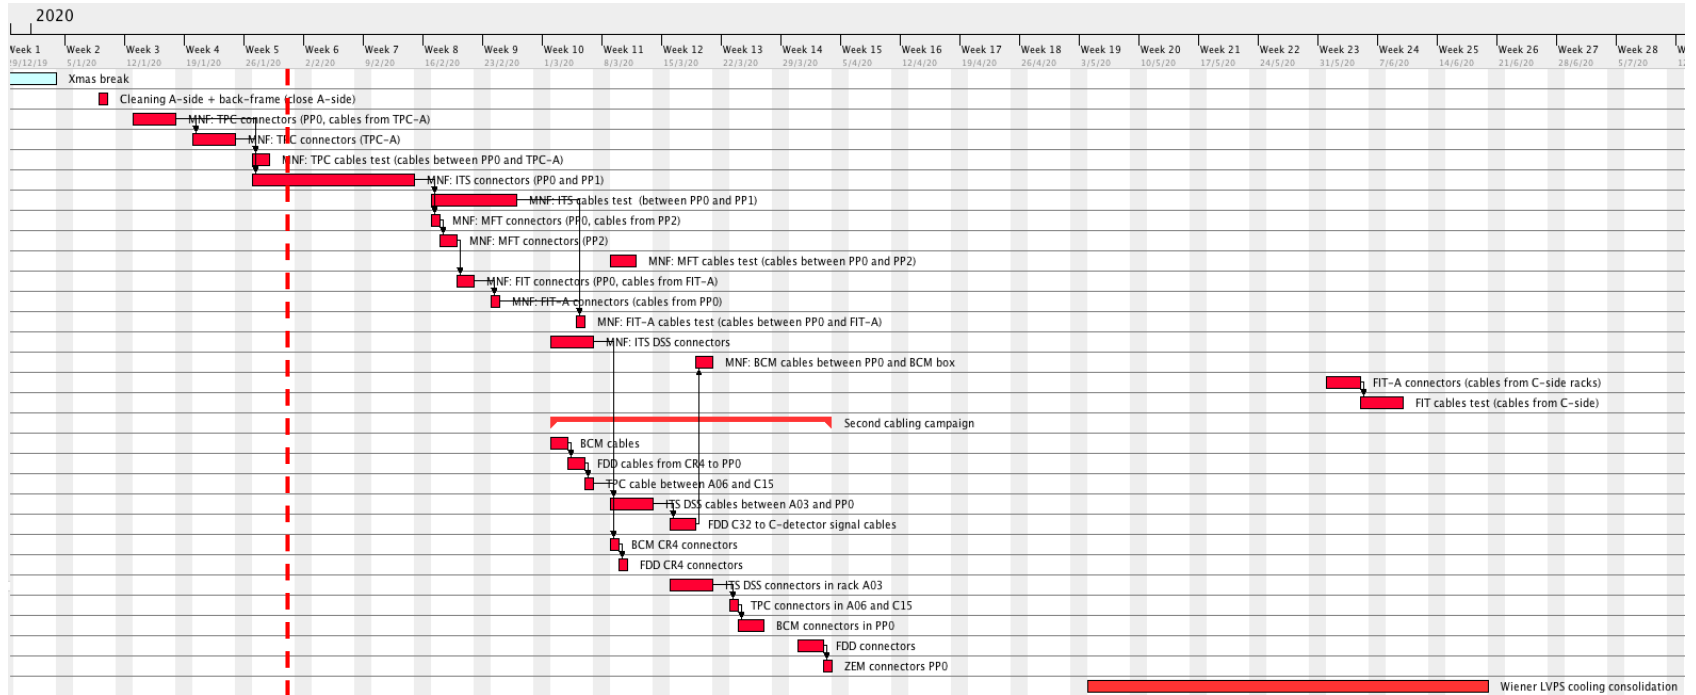 2020
Week 1 Week 2 Week 3 Week 4 Week 5 Week 6 Week 7 Week 8 Week 9 Week 10 Week 11 Week 12 Week 13 Week 14 Week 15 Week 16 Week 17 Week 18 Week 19 Week 20 Week 21 Week 22 Week 23 Week 24 Week 25 Week 26 Week 27 Week 28 W
29/12/19 5/1/20 12/1/20 19/1/20 26/1/20 2/2/20 9/2/20 16/2/20 23/2/20 1/3/20 8/3/20 15/3/20 22/3/20 29/3/20 5/4/20 12/4/20 19/4/20 26/4/20 3/5/20 10/5/20 17/5/20 24/5/20 31/5/20 7/6/20 14/6/20 21/6/20 28/6/20 5/7/20 12
Xmas break
Cleaning A-side + back-frame (close A-side)
MNF: TPC connectors (PP0, cables from TPC-A)
MNF: TPC connectors (TPC-A)
MNF: TPC cables test (cables between PP0 and TPC-A)
MNF: ITS connectors (PP0 and PP1)
MNF: ITS cables test (between PP0 and PP1)
MNF: MFT connectors (PP0, cables from PP2)
MNF: MFT connectors (PP2)
MNF: MFT cables test (cables between PP0 and PP2)
MNF: FIT connectors (PP0, cables from FIT-A)
MNF: FIT-A connectors (cables from PP0)
MNF: FIT-A cables test (cables between PP0 and FIT-A)
MNF: ITS DSS connectors
MNF: BCM cables between PP0 and BCM box
FIT-A connectors (cables from C-side racks)
FIT cables test (cables from C-side)
Second cabling campaign
BCM cables
FDD cables from CR4 to PP0
TPC cable between A06 and C15
ITS DSS cables between A03 and PP0
FDD C32 to C-detector signal cables
BCM CR4 connectors
FDD CR4 connectors
ITS DSS connectors in rack A03
TPC connectors in A06 and C15
BCM connectors in PP0
FDD connectors
ZEM connectors PP0
Wiener LVPS cooling consolidation